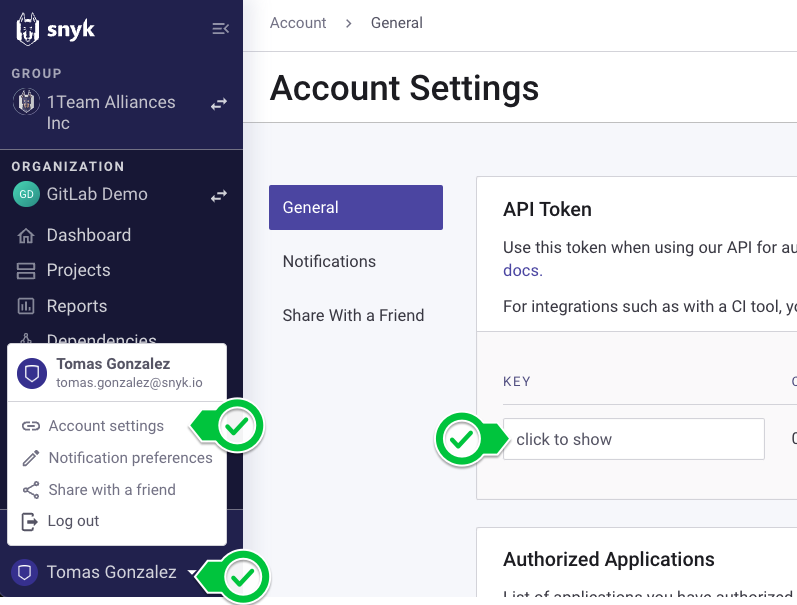 snyk
GROUP
1Team Alliances
Inc
ORGANIZATION
GD
GitLab Demo
Dashboard
Projects
Reports
Dependencies
Tomas Gonzalez
tomas.gonzalez@snyk.io
Account settings
Notification preferences
Share with a friend
Log out
Tomas Gonzalez
Account > General
Account Settings
General
Notifications
Share With a Friend
API Token
Use this token when using our API for au
docs.
For integrations such as with a CI tool, yo
KEY
click to show
Authorized Applications
List of applications you have authorized